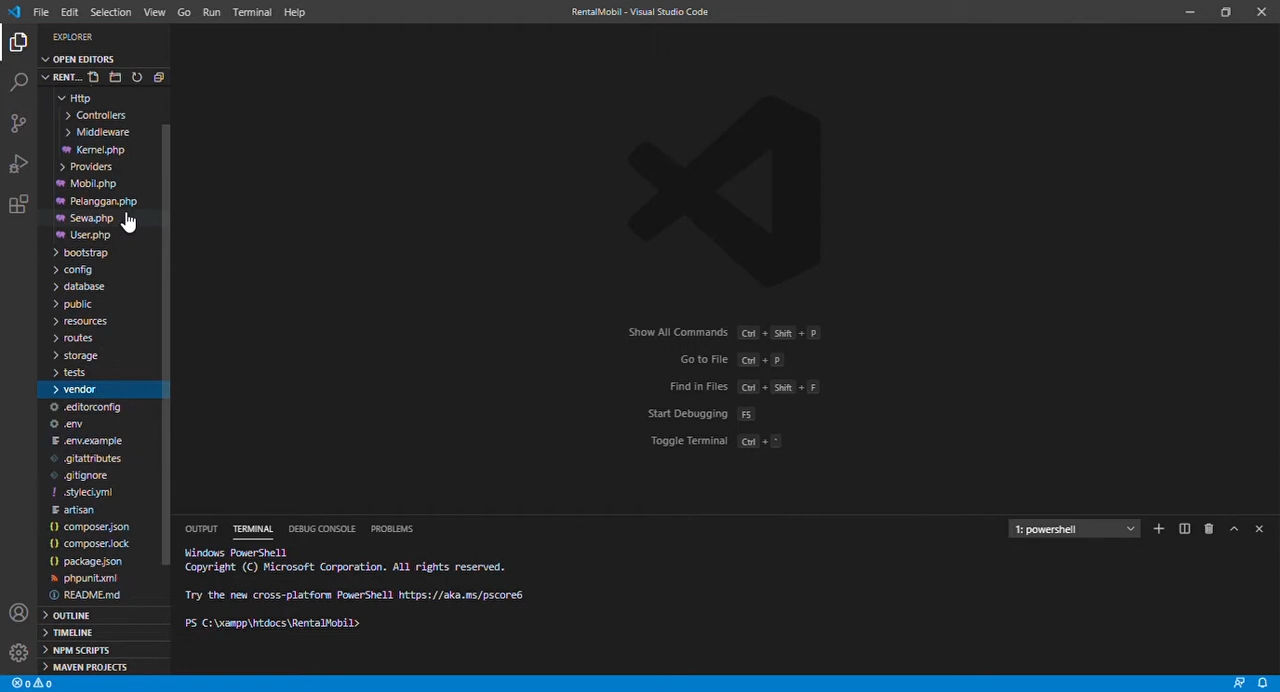 File Edit Selection View Go Run Terminal Help
RentalMobil - Visual Studio Code
EXPLORER
OPEN EDITORS
RENT...
Http
Controllers
Middleware
Kernel.php
Providers
Mobil.php
Pelanggan.php
Sewa.php
User.php
bootstrap
config
database
public
resources
routes
storage
tests
vendor
.editorconfig
.env
.env.example
.gitattributes
.gitignore
.styleci.yml
artisan
composer.json
composer.lock
package.json
phpunit.xml
README.md
OUTLINE
TIMELINE
NPM SCRIPTS
MAVEN PROJECTS
Show All Commands Ctrl + Shift + P
Go to File Ctrl + P
Find in Files Ctrl + Shift + F
Start Debugging F5
Toggle Terminal Ctrl + `
OUTPUT TERMINAL DEBUG CONSOLE PROBLEMS
1: powershell
Windows PowerShell
Copyright (C) Microsoft Corporation. All rights reserved.
Try the new cross-platform PowerShell https://aka.ms/pscore6
PS C:\xampp\htdocs\RentalMobil>
0 0